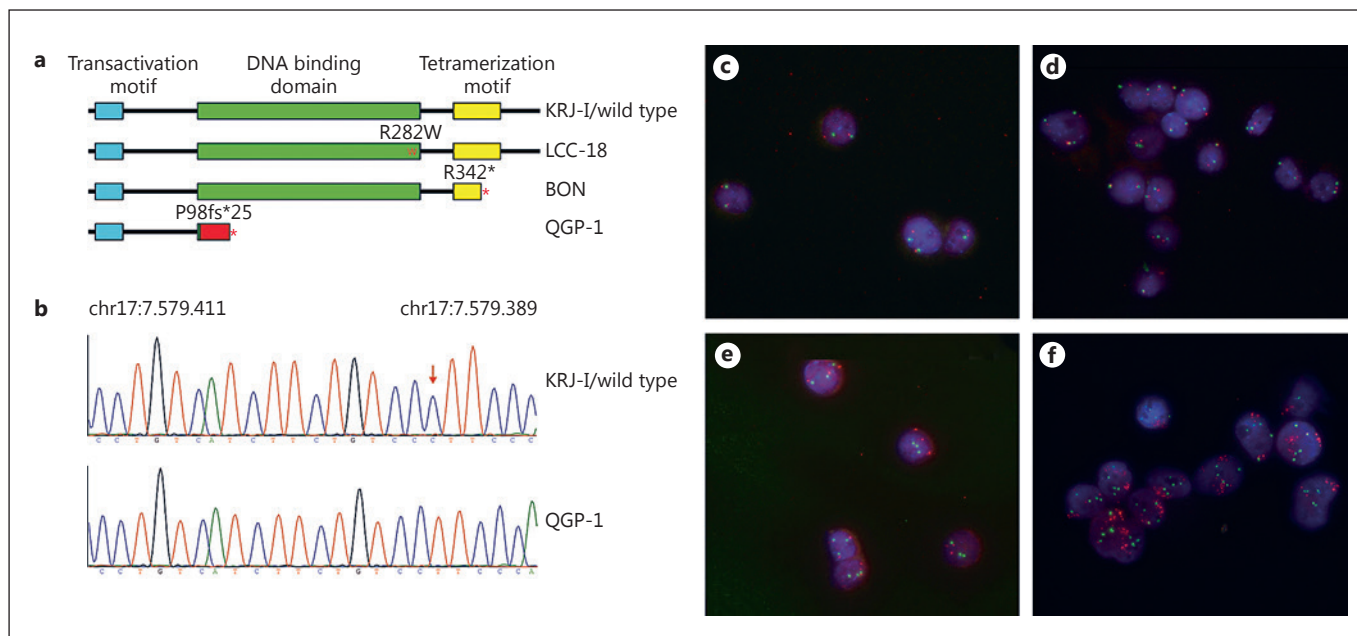 a
Transactivation motif
DNA binding domain
Tetramerization motif
KRJ-I/wild type
R282W
LCC-18
R342*
*
BON
P98fs*25
*
QGP-1
b
chr17:7.579.411
chr17:7.579.389
KRJ-I/wild type
C C T G T C A T C T T C T G T C C C T T C C C
QGP-1
C C T G T C A T C T T C T G T C C T T C C C A
c
d
e
f